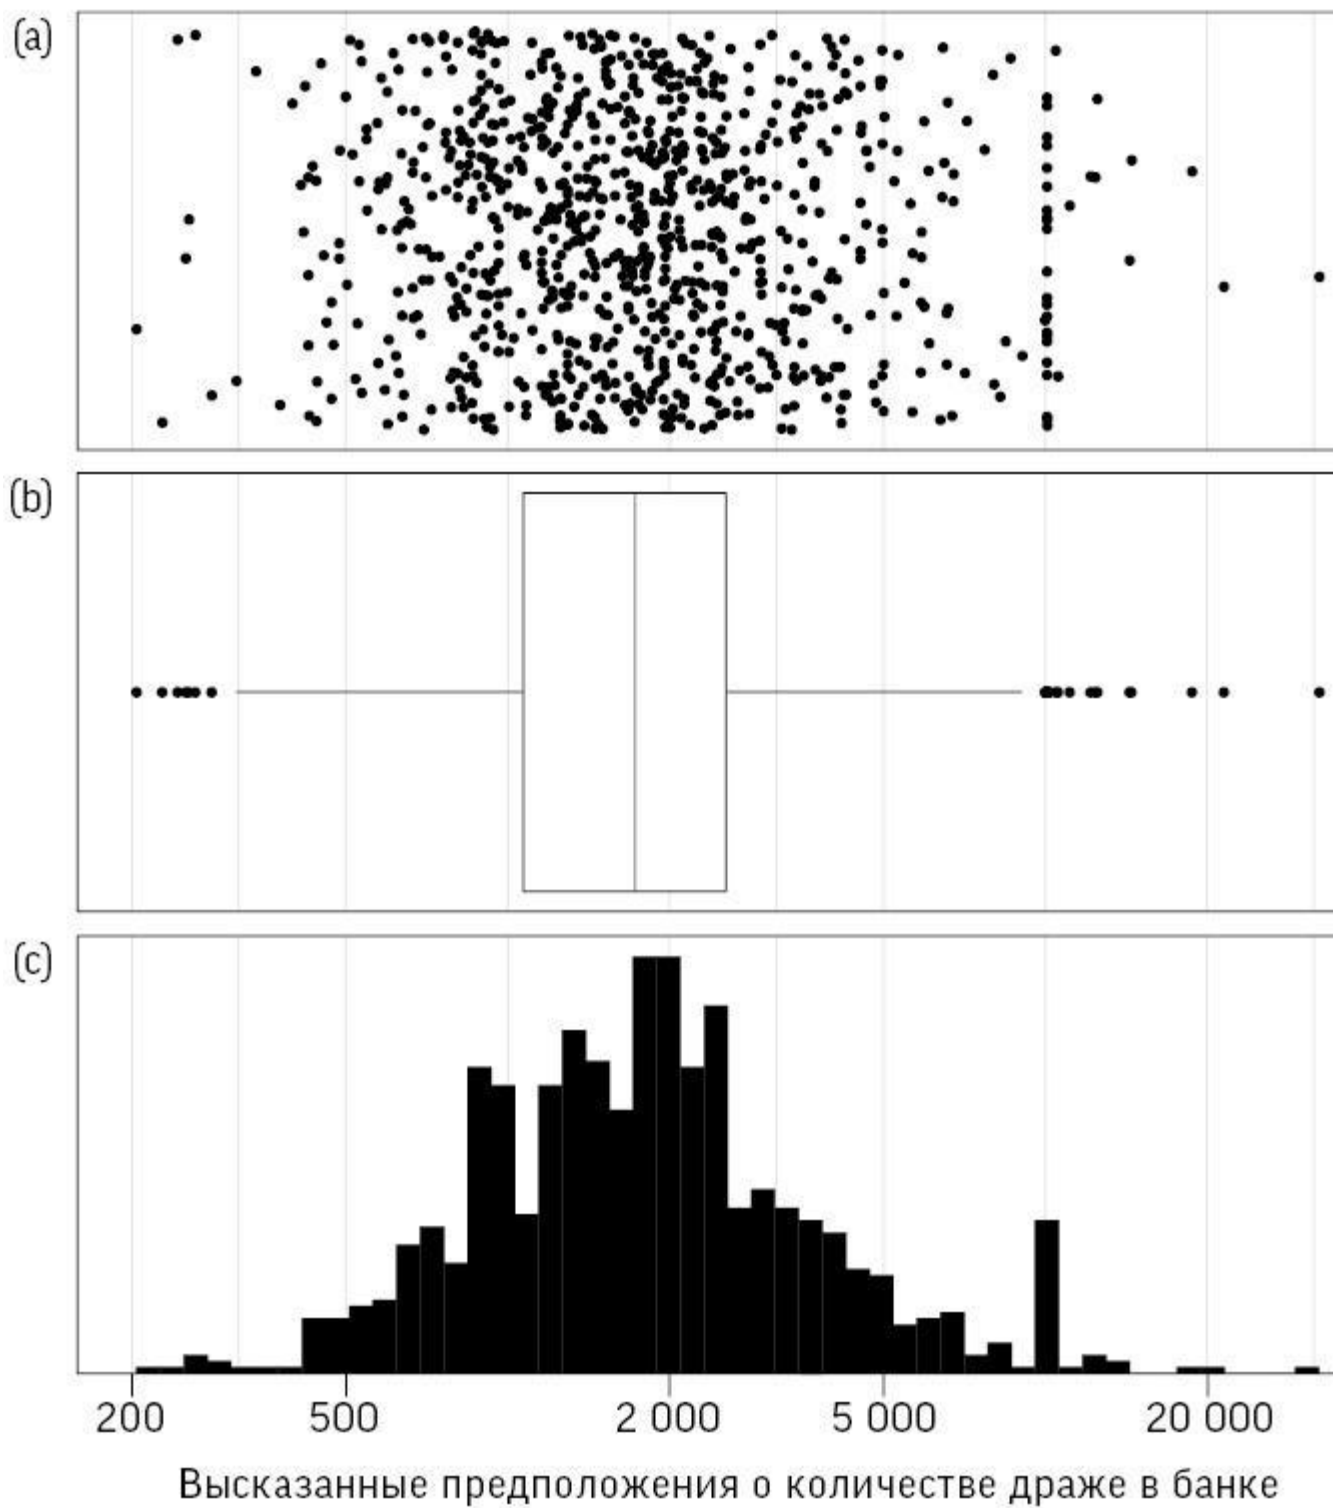 (a)
(b)
(c)
200 500 2 000 5 000 20 000
Высказанные предположения о количестве драже в банке